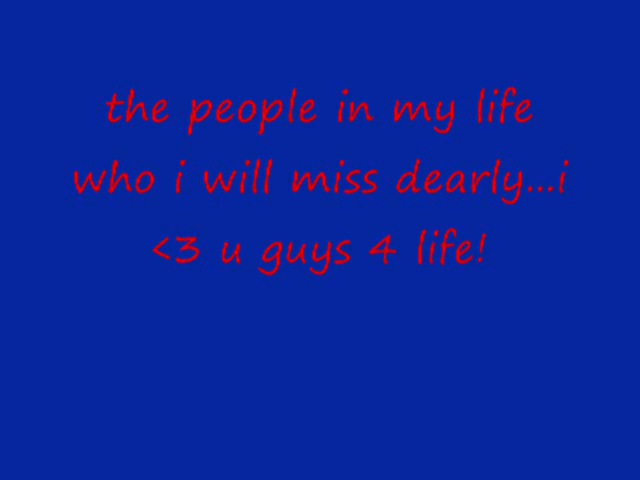 the people in my life
who i will miss dearly...i
<3 u guys 4 life!